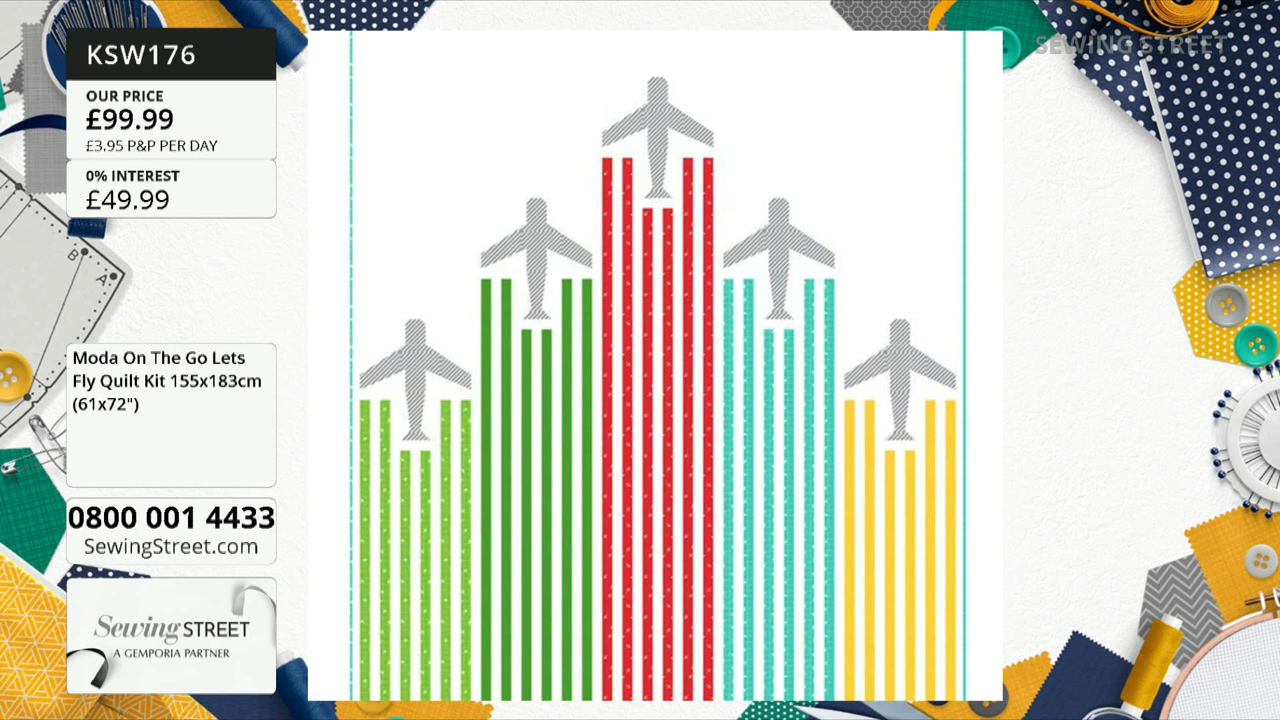 KSW176
OUR PRICE
£99.99
£3.95 P&P PER DAY
0% INTEREST
£49.99
Moda On The Go Lets
Fly Quilt Kit 155x183cm
(61x72")
0800 001 4433
SewingStreet.com
Sewing STREET
A GEMPORIA PARTNER
SEWING STREET
B
A